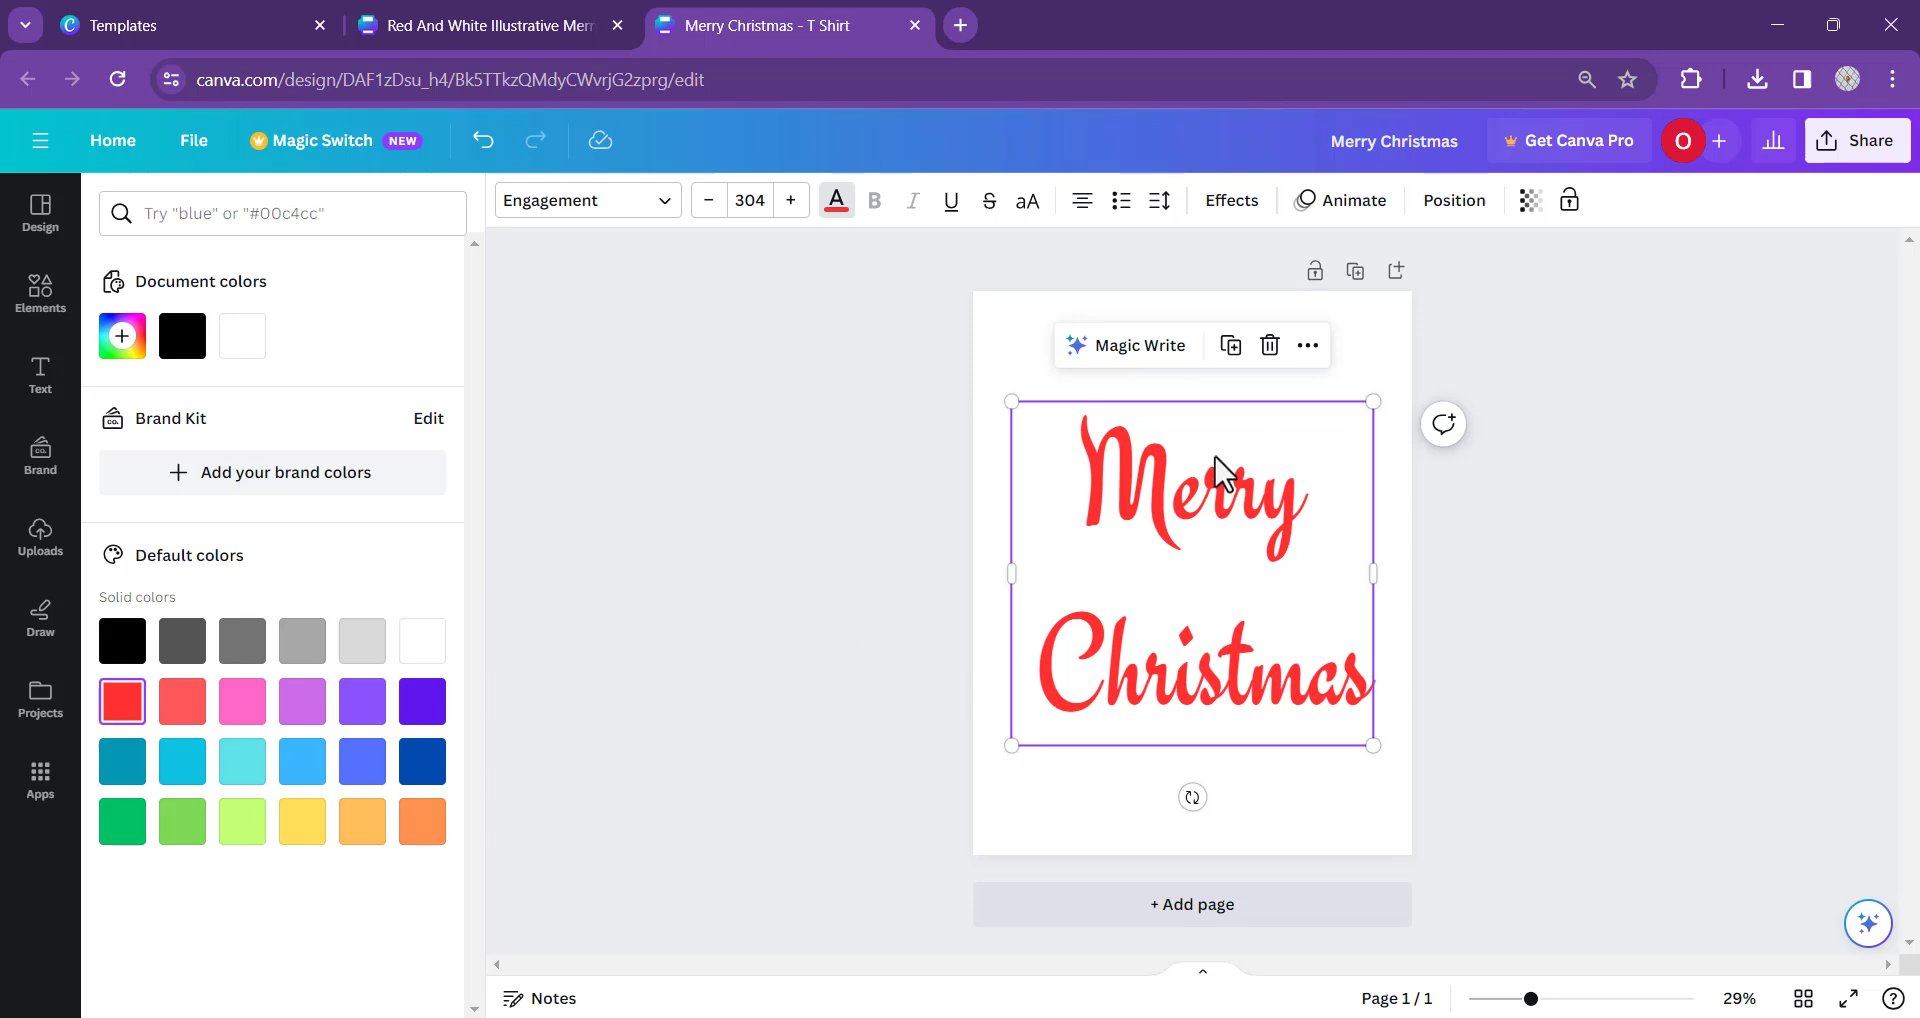 Templates
Red And White Illustrative Merr
Merry Christmas - T Shirt
canva.com/design/DAF1zDsu_h4/Bk5TTkzQMdyCWvrjG2zprg/edit
Home
File
Magic Switch
NEW
Merry Christmas
Get Canva Pro
O
Share
Design
Elements
Text
Brand
Uploads
Draw
Projects
Apps
Try "blue" or "#00c4cc"
Document colors
Brand Kit
Edit
Add your brand colors
Default colors
Solid colors
Engagement
304
A
B
I
U
S
aA
Effects
Animate
Position
Magic Write
Merry
Christmas
+ Add page
Notes
Page 1 / 1
29%